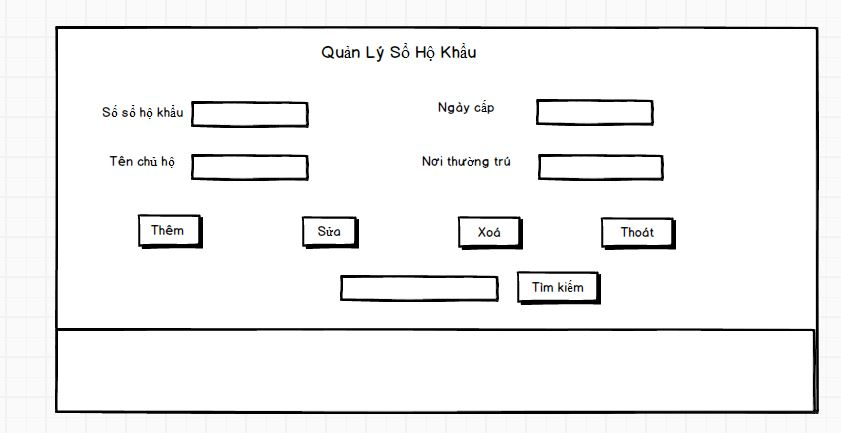 Quản Lý Sổ Hộ Khẩu
Số sổ hộ khẩu
Ngày cấp
Tên chủ hộ
Nơi thường trú
Thêm
Sửa
Xoá
Thoát
Tìm kiếm